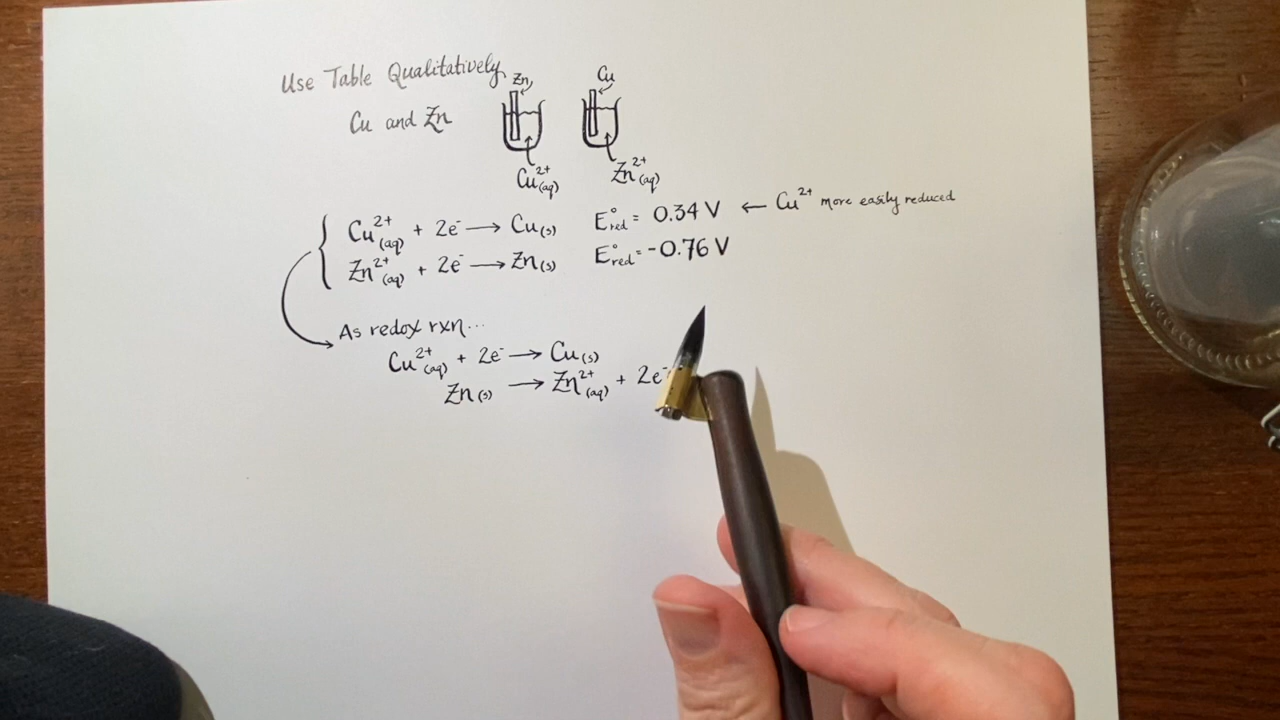 Use Table Qualitatively
Cu and Zn
Zn
Cu
Cu²⁺(aq)
Zn²⁺(aq)
Cu²⁺(aq) + 2e⁻ → Cu(s) E°red = 0.34 V ← Cu²⁺ more easily reduced
Zn²⁺(aq) + 2e⁻ → Zn(s) E°red = -0.76 V
As redox rxn...
Cu²⁺(aq) + 2e⁻ → Cu(s)
Zn(s) → Zn²⁺(aq) + 2e⁻